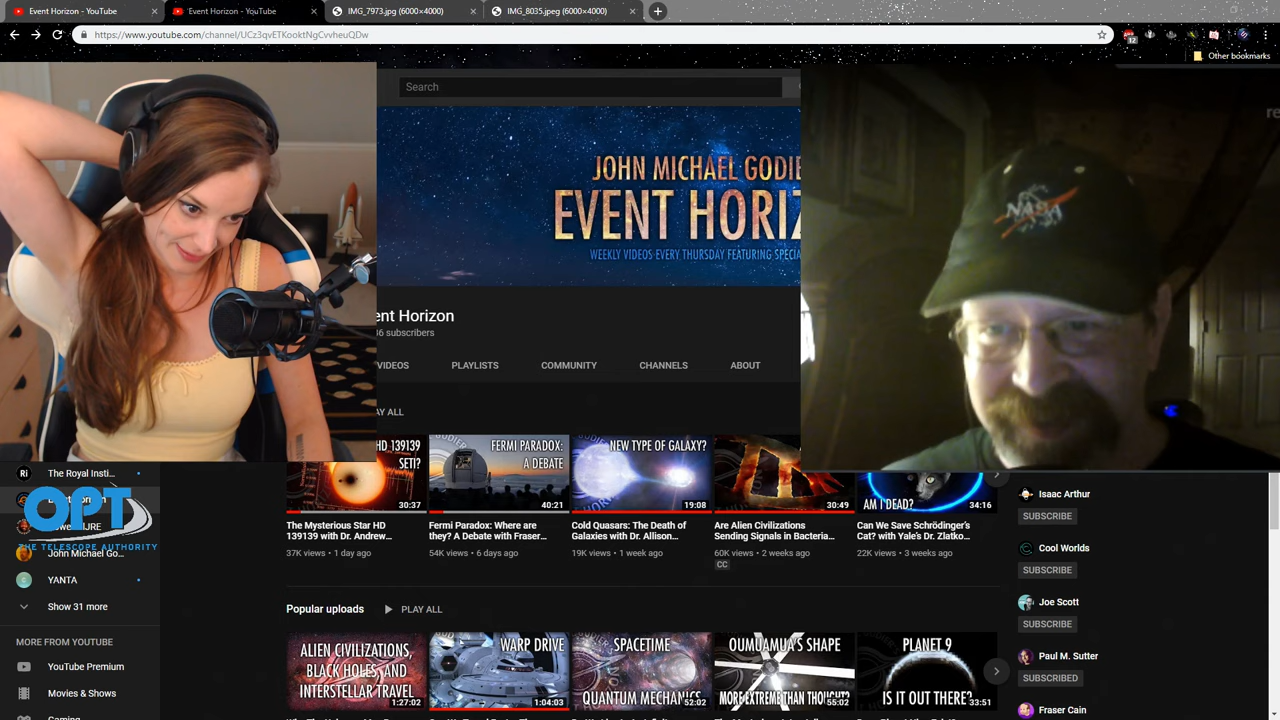 Event Horizon - YouTube
Event Horizon - YouTube
IMG_7973.jpg (6000×4000)
IMG_8035.jpeg (6000×4000)
https://www.youtube.com/channel/UCz3qvETKooktNgCvvheuQDw
12
Other bookmarks
Search
re
JOHN MICHAEL GODIE
EVENT HORIZ
WEEKLY VIDEOS EVERY THURSDAY FEATURING SPECIA
NASA
ent Horizon
46 subscribers
VIDEOS
PLAYLISTS
COMMUNITY
CHANNELS
ABOUT
AY ALL
HD 139139
SETI?
30:37
FERMI PARADOX:
A DEBATE
40:21
NEW TYPE OF GALAXY?
19:08
30:49
AM I DEAD?
34:16
The Mysterious Star HD
139139 with Dr. Andrew...
37K views • 1 day ago
Fermi Paradox: Where are
they? A Debate with Fraser...
54K views • 6 days ago
Cold Quasars: The Death of
Galaxies with Dr. Allison...
19K views • 1 week ago
Are Alien Civilizations
Sending Signals in Bacteria...
60K views • 2 weeks ago
CC
Can We Save Schrödinger's
Cat? with Yale's Dr. Zlatko...
22K views • 3 weeks ago
The Royal Insti...
OPT
THE TELESCOPE AUTHORITY
John Michael Go...
YANTA
Show 31 more
MORE FROM YOUTUBE
YouTube Premium
Movies & Shows
Gaming
Popular uploads
PLAY ALL
ALIEN CIVILIZATIONS,
BLACK HOLES, AND
INTERSTELLAR TRAVEL
1:27:02
WARP DRIVE
1:04:03
SPACETIME
QUANTUM MECHANICS
52:02
OUMUAMUA'S SHAPE
MORE EXTREME THAN THOUGHT?
55:02
PLANET 9
IS IT OUT THERE?
33:51
Isaac Arthur
SUBSCRIBE
Cool Worlds
SUBSCRIBE
Joe Scott
SUBSCRIBE
Paul M. Sutter
SUBSCRIBED
Fraser Cain